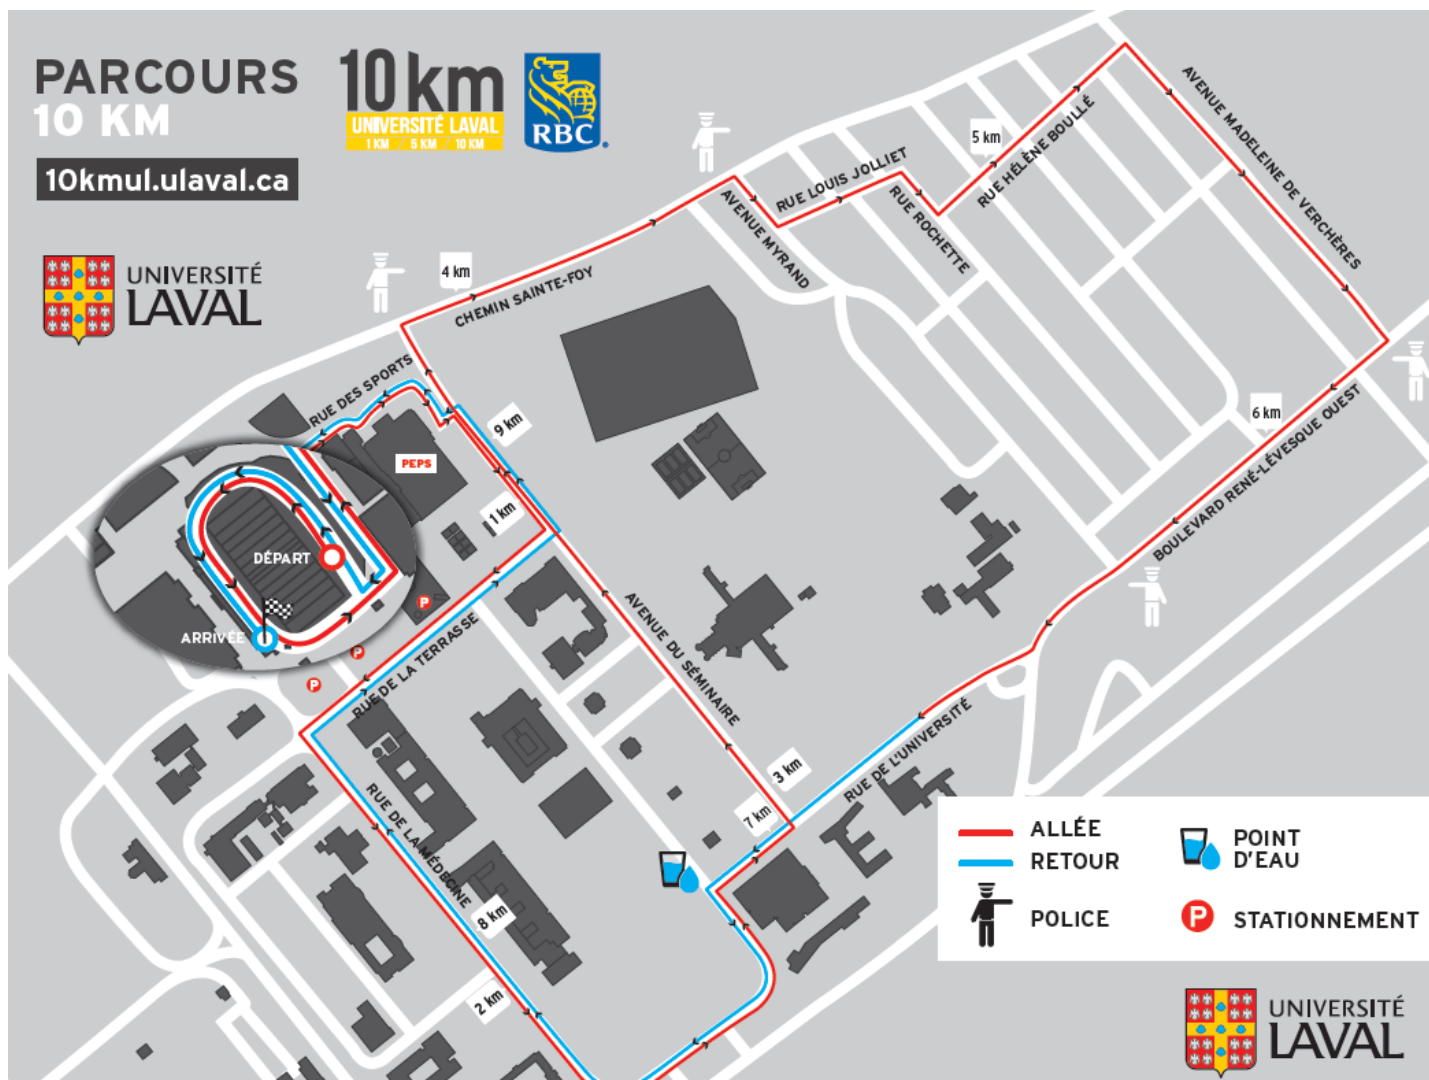 PARCOURS
10 KM
10kmul.ulaval.ca
10km
UNIVERSITÉ LAVAL
1 KM / 5 KM / 10 KM
RBC
UNIVERSITÉ
LAVAL
AVENUE MADELEINE DE VERCHÈRES
5 km
RUE HÉLÈNE BOULLÉ
RUE LOUIS JOLLIET
RUE ROCHETTE
AVENUE MYRAND
4 km
CHEMIN SAINTE-FOY
RUE DES SPORTS
9 km
6 km
BOULEVARD RENÉ-LÉVESQUE OUEST
PEPS
1 km
DÉPART
ARRIVÉE
P
P
P
RUE DE LA TERRASSE
AVENUE DU SÉMINAIRE
RUE DE L'UNIVERSITÉ
3 km
7 km
RUE DE LA MÉDECINE
8 km
2 km
ALLÉE
RETOUR
POLICE
POINT
D'EAU
P
STATIONNEMENT
UNIVERSITÉ
LAVAL